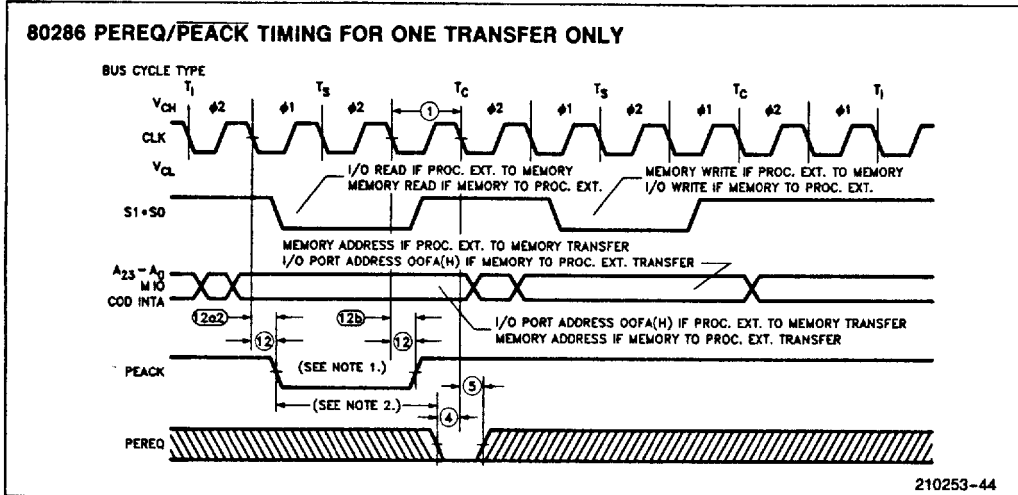 80286 PEREQ/PEACK TIMING FOR ONE TRANSFER ONLY
BUS CYCLE TYPE
TI TS TC TS TC TI
VCH φ2 φ1 φ2 1 φ2 φ1 φ2 φ1 φ2 φ1
CLK
VCL
I/O READ IF PROC. EXT. TO MEMORY
MEMORY READ IF MEMORY TO PROC. EXT.
MEMORY WRITE IF PROC. EXT. TO MEMORY
I/O WRITE IF MEMORY TO PROC. EXT.
S1•S0
MEMORY ADDRESS IF PROC. EXT. TO MEMORY TRANSFER
I/O PORT ADDRESS OOFA(H) IF MEMORY TO PROC. EXT. TRANSFER
A23-A0
M IO
COD INTA
I/O PORT ADDRESS OOFA(H) IF PROC. EXT. TO MEMORY TRANSFER
MEMORY ADDRESS IF MEMORY TO PROC. EXT. TRANSFER
12a2 12b
12 12
PEACK
(SEE NOTE 1.)
5
(SEE NOTE 2.)
4
PEREQ
210253-44